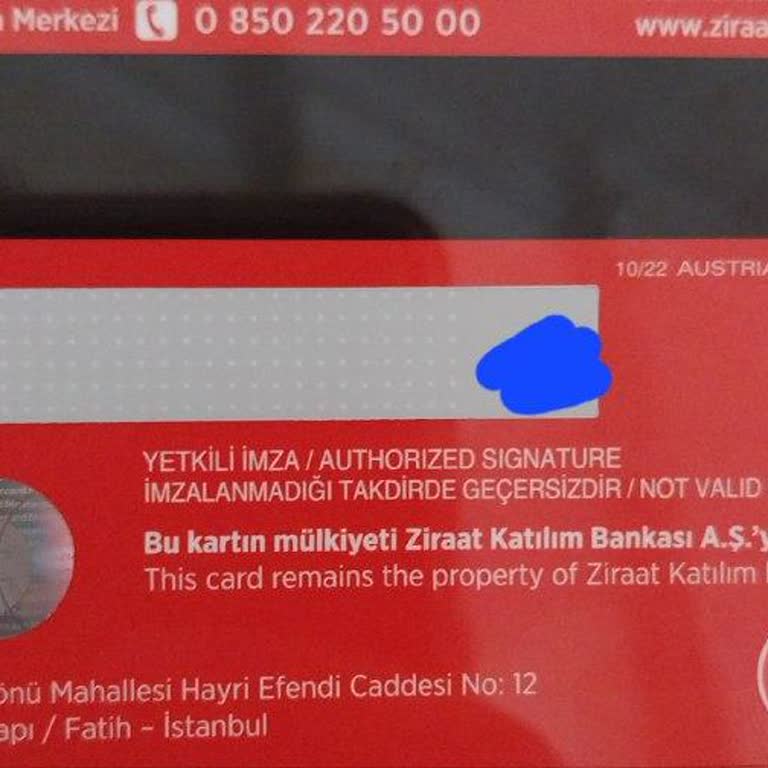 Merkezi 0 850 220 50 00 www.ziraa
10/22 AUSTRIA
YETKİLİ İMZA / AUTHORIZED SIGNATURE
İMZALANMADIĞI TAKDİRDE GEÇERSİZDİR / NOT VALID
Bu kartın mülkiyeti Ziraat Katılım Bankası A.Ş.'y
This card remains the property of Ziraat Katılım
önü Mahallesi Hayri Efendi Caddesi No: 12
apı / Fatih – İstanbul